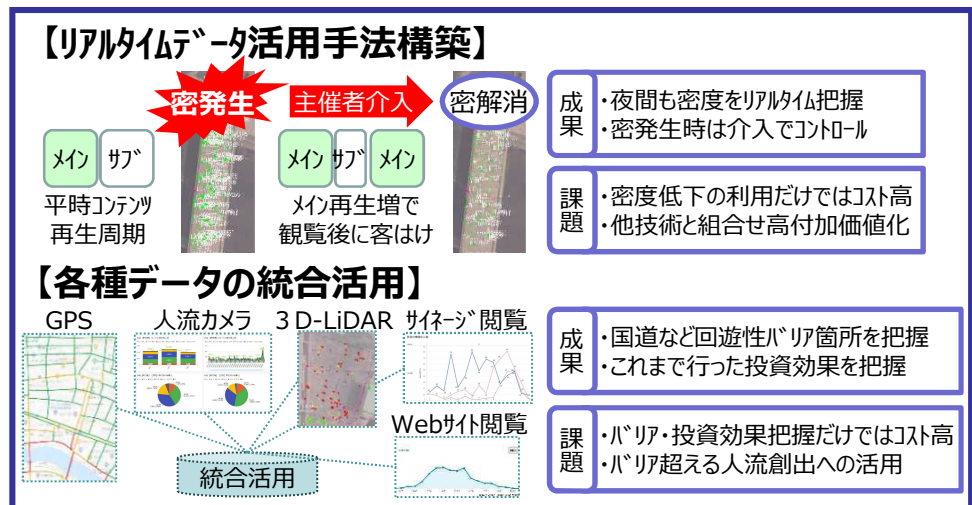 【ﾘｱﾙﾀｲﾑﾃﾞｰﾀ活用手法構築】
密発生
主催者介入
密解消
ﾒｲﾝ
ｻﾌﾞ
平時ｺﾝﾃﾝﾂ
再生周期
ﾒｲﾝ
ｻﾌﾞ
ﾒｲﾝ
ﾒｲﾝ再生増で
観覧後に客はけ
成果
・夜間も密度をﾘｱﾙﾀｲﾑ把握
・密発生時は介入でｺﾝﾄﾛｰﾙ
課題
・密度低下の利用だけではｺｽﾄ高
・他技術と組合せ高付加価値化
【各種データの統合活用】
GPS
人流カメラ
３D-LiDAR
ｻｲﾈｰｼﾞ閲覧
Webｻｲﾄ閲覧
統合活用
成果
・国道など回遊性ﾊﾞﾘｱ箇所を把握
・これまで行った投資効果を把握
課題
・ﾊﾞﾘｱ・投資効果把握だけではｺｽﾄ高
・ﾊﾞﾘｱ超える人流創出への活用